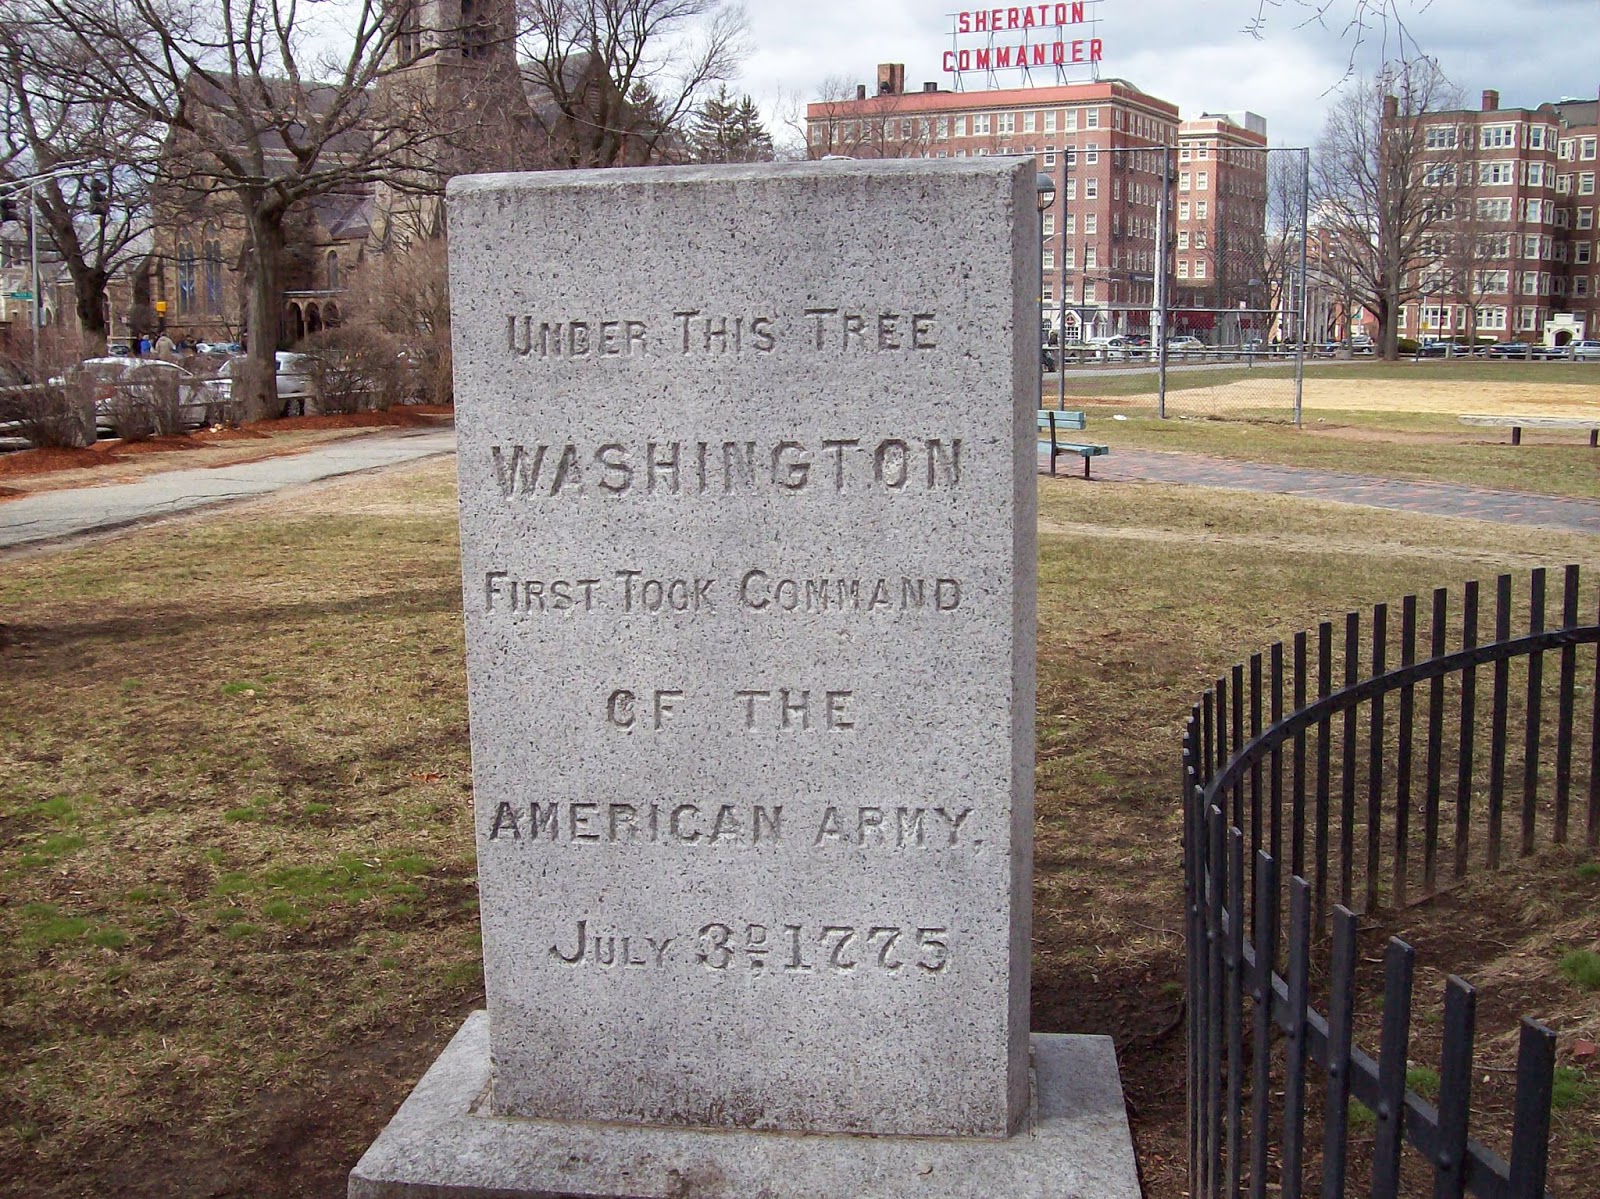 SHERATON
COMMANDER
UNDER THIS TREE
WASHINGTON
FIRST TOOK COMMAND
OF THE
AMERICAN ARMY,
JULY 3D. 1775